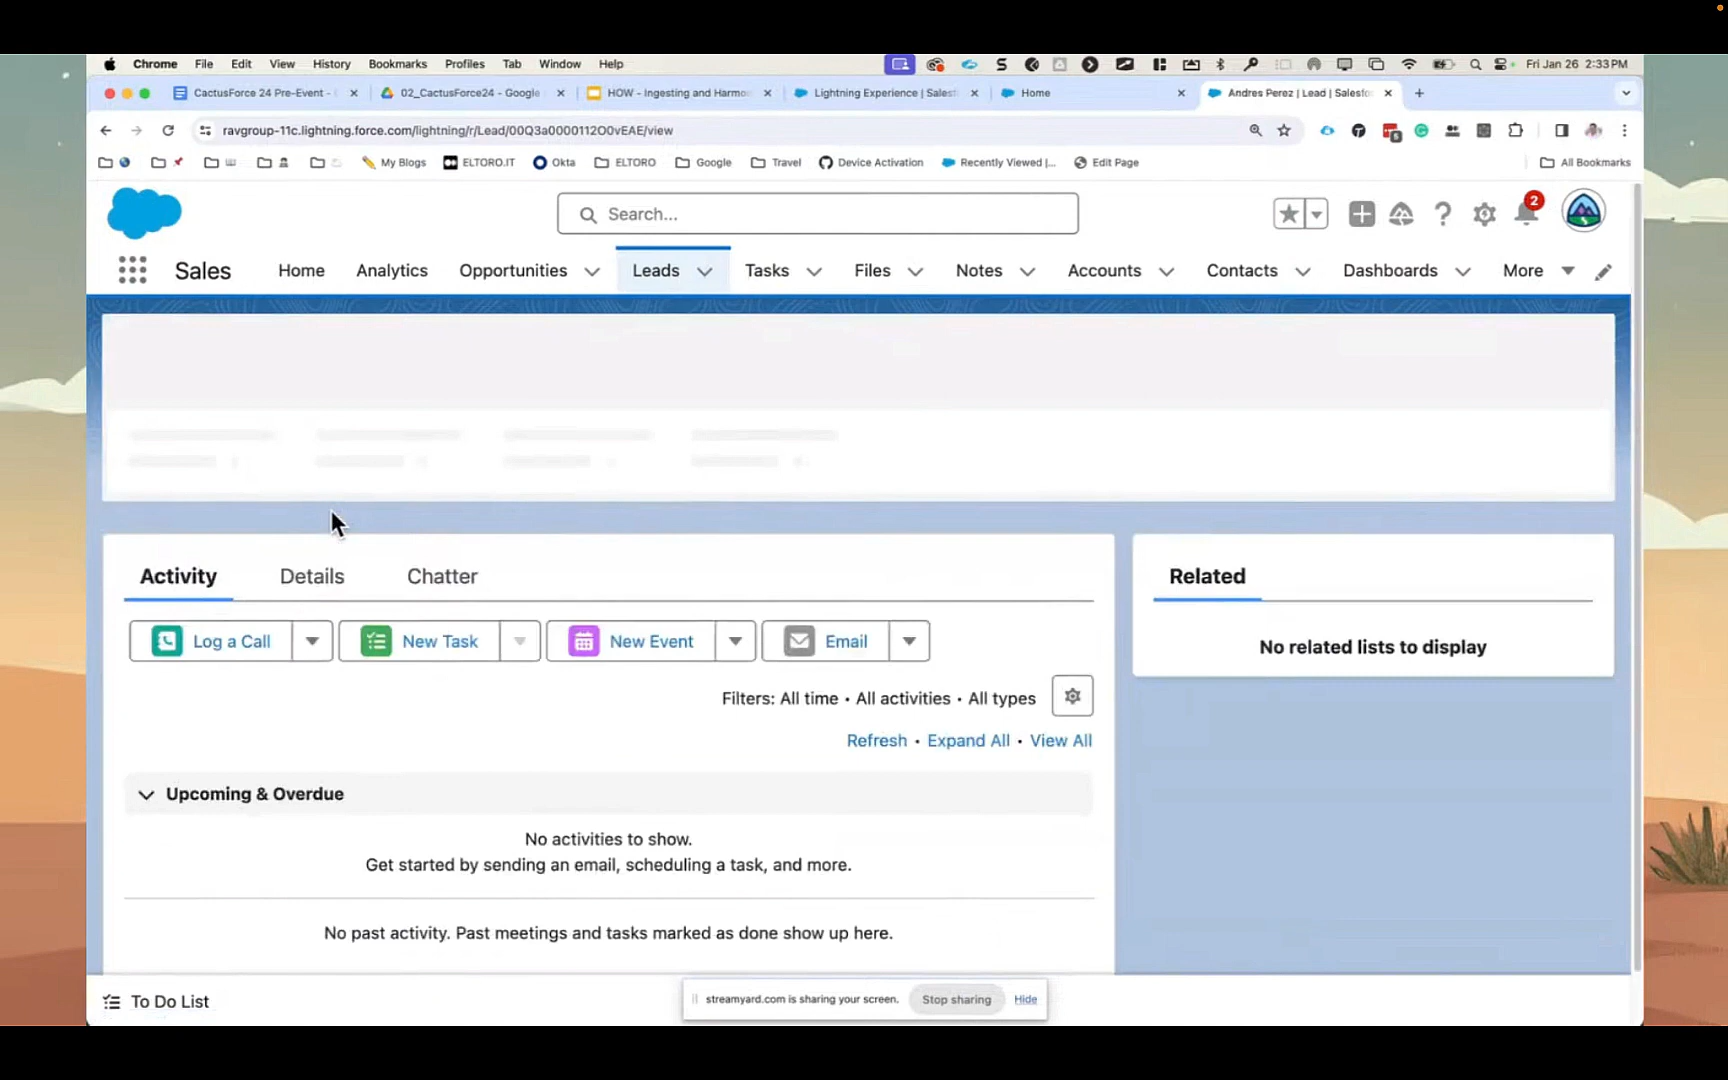 Chrome File Edit View History Bookmarks Profiles Tab Window Help Fri Jan 26 2:33 PM
CactusForce 24 Pre-Event - 02_CactusForce24 - Google HOW - Ingesting and Harmo Lightning Experience | Salesf Home Andres Perez | Lead | Salesfo
ravgroup-11c.lightning.force.com/lightning/r/Lead/00Q3a0000112O0vEAE/view
My Blogs ELTORO.IT Okta ELTORO Google Travel Device Activation Recently Viewed |... Edit Page All Bookmarks
Search... 2
Sales Home Analytics Opportunities Leads Tasks Files Notes Accounts Contacts Dashboards More
Activity Details Chatter
Related
Log a Call New Task New Event Email
No related lists to display
Filters: All time • All activities • All types
Refresh • Expand All • View All
Upcoming & Overdue
No activities to show.
Get started by sending an email, scheduling a task, and more.
No past activity. Past meetings and tasks marked as done show up here.
To Do List
streamyard.com is sharing your screen. Stop sharing Hide